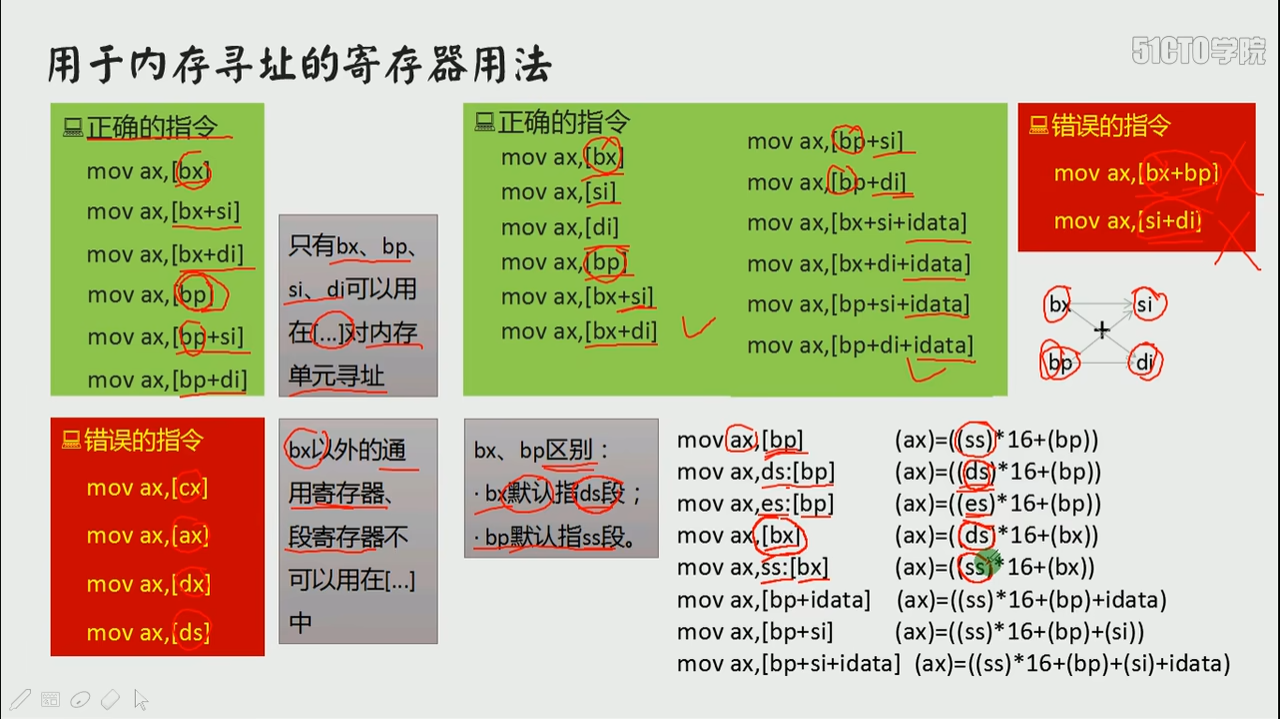 用于内存寻址的寄存器用法
51CTO学院
正确的指令
mov ax,[bx]
mov ax,[bx+si]
mov ax,[bx+di]
mov ax,[bp]
mov ax,[bp+si]
mov ax,[bp+di]
只有bx、bp、
si、di可以用
在[...]对内存
单元寻址
正确的指令
mov ax,[bx]
mov ax,[si]
mov ax,[di]
mov ax,[bp]
mov ax,[bx+si]
mov ax,[bx+di]
mov ax,[bp+si]
mov ax,[bp+di]
mov ax,[bx+si+idata]
mov ax,[bx+di+idata]
mov ax,[bp+si+idata]
mov ax,[bp+di+idata]
错误的指令
mov ax,[bx+bp]
mov ax,[si+di]
bx si
+
bp di
错误的指令
mov ax,[cx]
mov ax,[ax]
mov ax,[dx]
mov ax,[ds]
bx以外的通
用寄存器、
段寄存器不
可以用在[...]
中
bx、bp区别：
· bx默认指ds段；
· bp默认指ss段。
mov ax,[bp] (ax)=((ss)*16+(bp))
mov ax,ds:[bp] (ax)=((ds)*16+(bp))
mov ax,es:[bp] (ax)=((es)*16+(bp))
mov ax,[bx] (ax)=((ds)*16+(bx))
mov ax,ss:[bx] (ax)=((ss)*16+(bx))
mov ax,[bp+idata] (ax)=((ss)*16+(bp)+idata)
mov ax,[bp+si] (ax)=((ss)*16+(bp)+(si))
mov ax,[bp+si+idata] (ax)=((ss)*16+(bp)+(si)+idata)